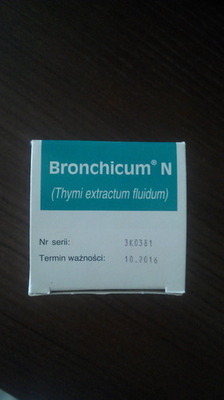 Bronchicum® N
(Thymi extractum fluidum)
Nr serii: 3K0381
Termin ważności: 10.2016